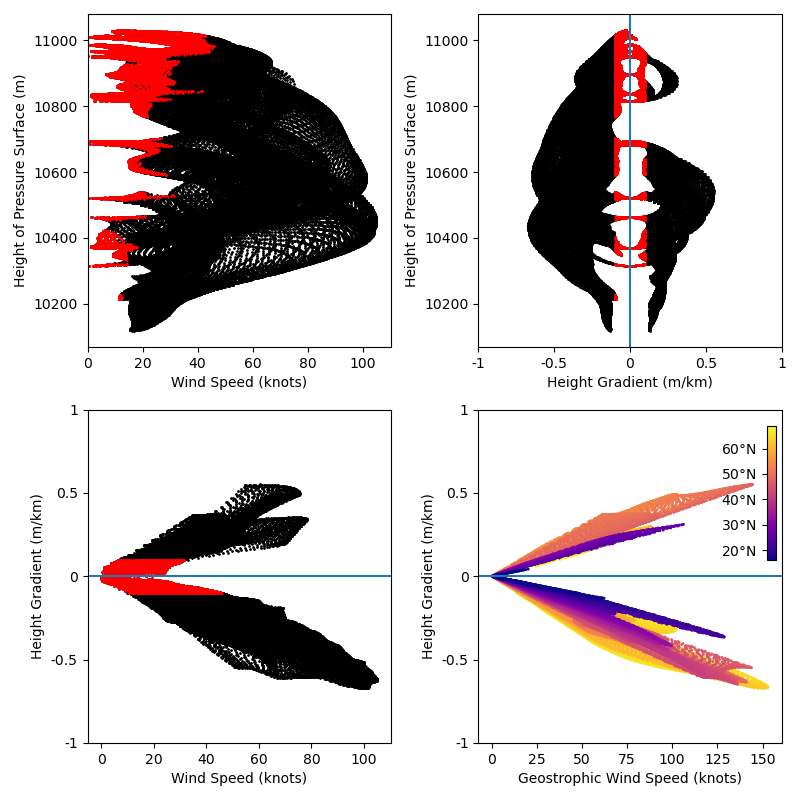 11000
10800
10600
10400
10200
Height of Pressure Surface (m)
0 20 40 60 80 100
Wind Speed (knots)
11000
10800
10600
10400
10200
Height of Pressure Surface (m)
-1 -0.5 0 0.5 1
Height Gradient (m/km)
1
0.5
0
-0.5
-1
Height Gradient (m/km)
0 20 40 60 80 100
Wind Speed (knots)
1
0.5
0
-0.5
-1
Height Gradient (m/km)
60°N
50°N
40°N
30°N
20°N
0 25 50 75 100 125 150
Geostrophic Wind Speed (knots)